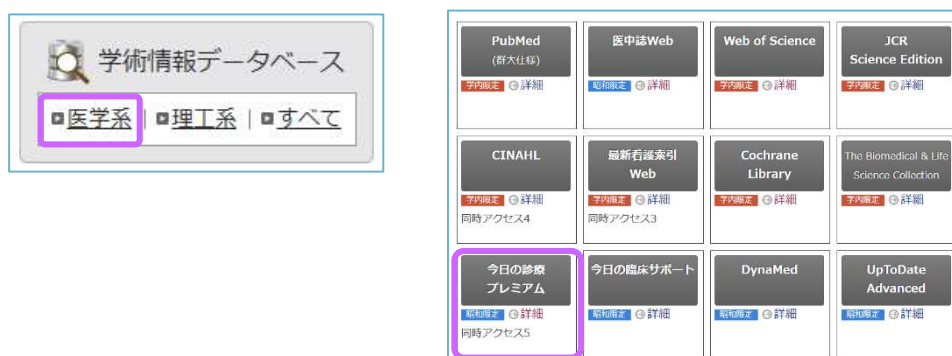 学術情報データベース
医学系 | 理工系 | すべて
PubMed
(群大仕様)
学内限定 詳細
医中誌Web
昭和限定 詳細
Web of Science
学内限定 詳細
JCR
Science Edition
学内限定 詳細
CINAHL
学内限定 詳細
同時アクセス4
最新看護索引
Web
学内限定 詳細
同時アクセス3
Cochrane
Library
学内限定 詳細
The Biomedical & Life
Science Collection
学内限定 詳細
今日の診療
プレミアム
昭和限定 詳細
同時アクセス5
今日の臨床サポート
昭和限定 詳細
DynaMed
昭和限定 詳細
UpToDate
Advanced
昭和限定 詳細